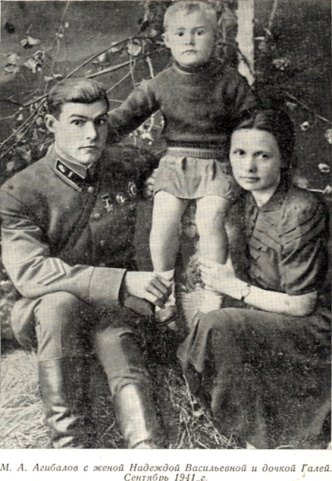 М. А. Агибалов с женой Надеждой Васильевной и дочкой Галей.
Сентябрь 1941 г.